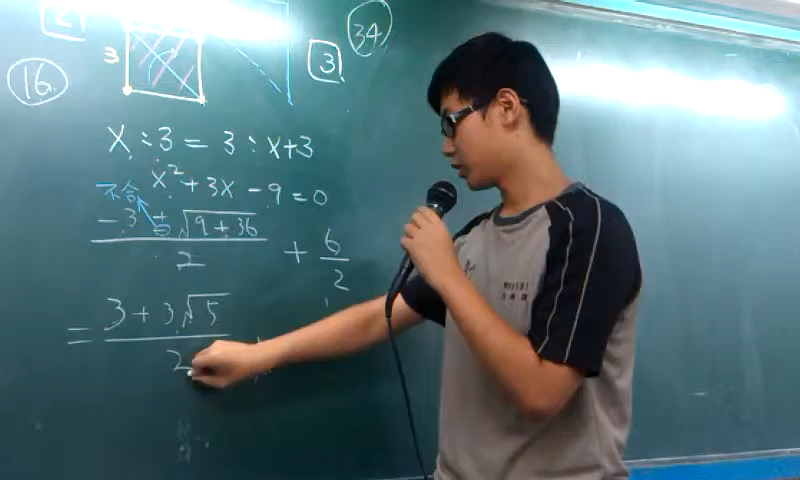 34
16.
3
3
X : 3 = 3 : X+3
X² + 3X - 9 = 0
不合
-3 ± √(9+36) / 2 + 6/2
= 3 + 3√5 / 2